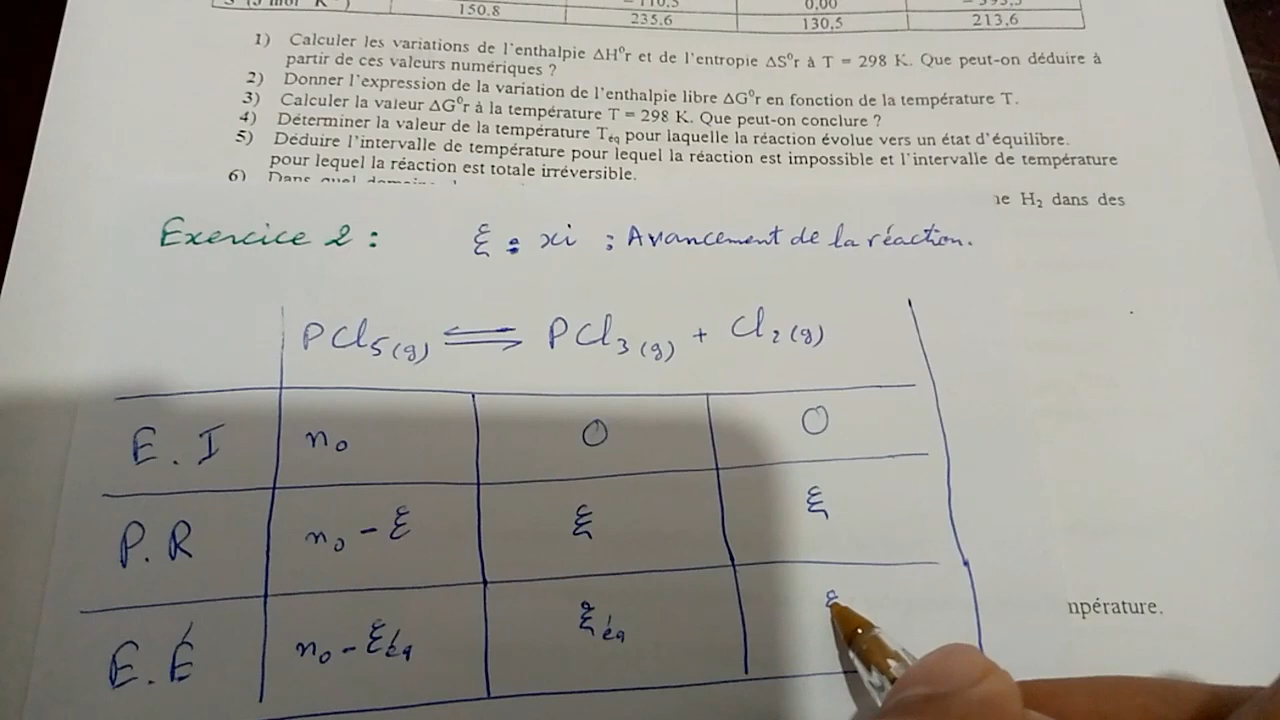 150.8 235.6 130,5 213,6
1) Calculer les variations de l'enthalpie ΔH°r et de l'entropie ΔS°r à T = 298 K. Que peut-on déduire à
partir de ces valeurs numériques ?
2) Donner l'expression de la variation de l'enthalpie libre ΔG°r en fonction de la température T.
3) Calculer la valeur ΔG°r à la température T = 298 K. Que peut-on conclure ?
4) Déterminer la valeur de la température Téq pour laquelle la réaction évolue vers un état d'équilibre.
5) Déduire l'intervalle de température pour lequel la réaction est impossible et l'intervalle de température
pour lequel la réaction est totale irréversible.
6) Dans quel
H₂ dans des
Exercice 2 : ξ : xi ; Avancement de la réaction.
PCl₅(g) ⇌ PCl₃(g) + Cl₂(g)
E.I n₀ 0 0
P.R n₀ - ξ ξ ξ
E.É n₀ - ξéq ξéq ξ
npérature.